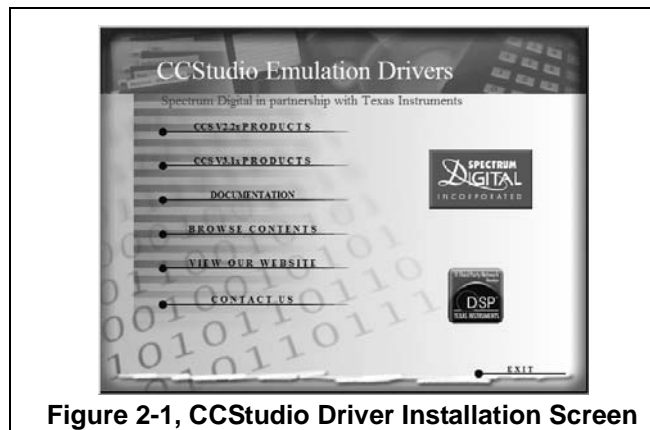 CCStudio Emulation Drivers
Spectrum Digital in partnership with Texas Instruments
CCS V2.2x PRODUCTS
CCS V3.1x PRODUCTS
DOCUMENTATION
BROWSE CONTENTS
VIEW OUR WEBSITE
CONTACT US
SPECTRUM
DIGITAL
INCORPORATED
DSP
TEXAS INSTRUMENTS
EXIT
Figure 2-1, CCStudio Driver Installation Screen